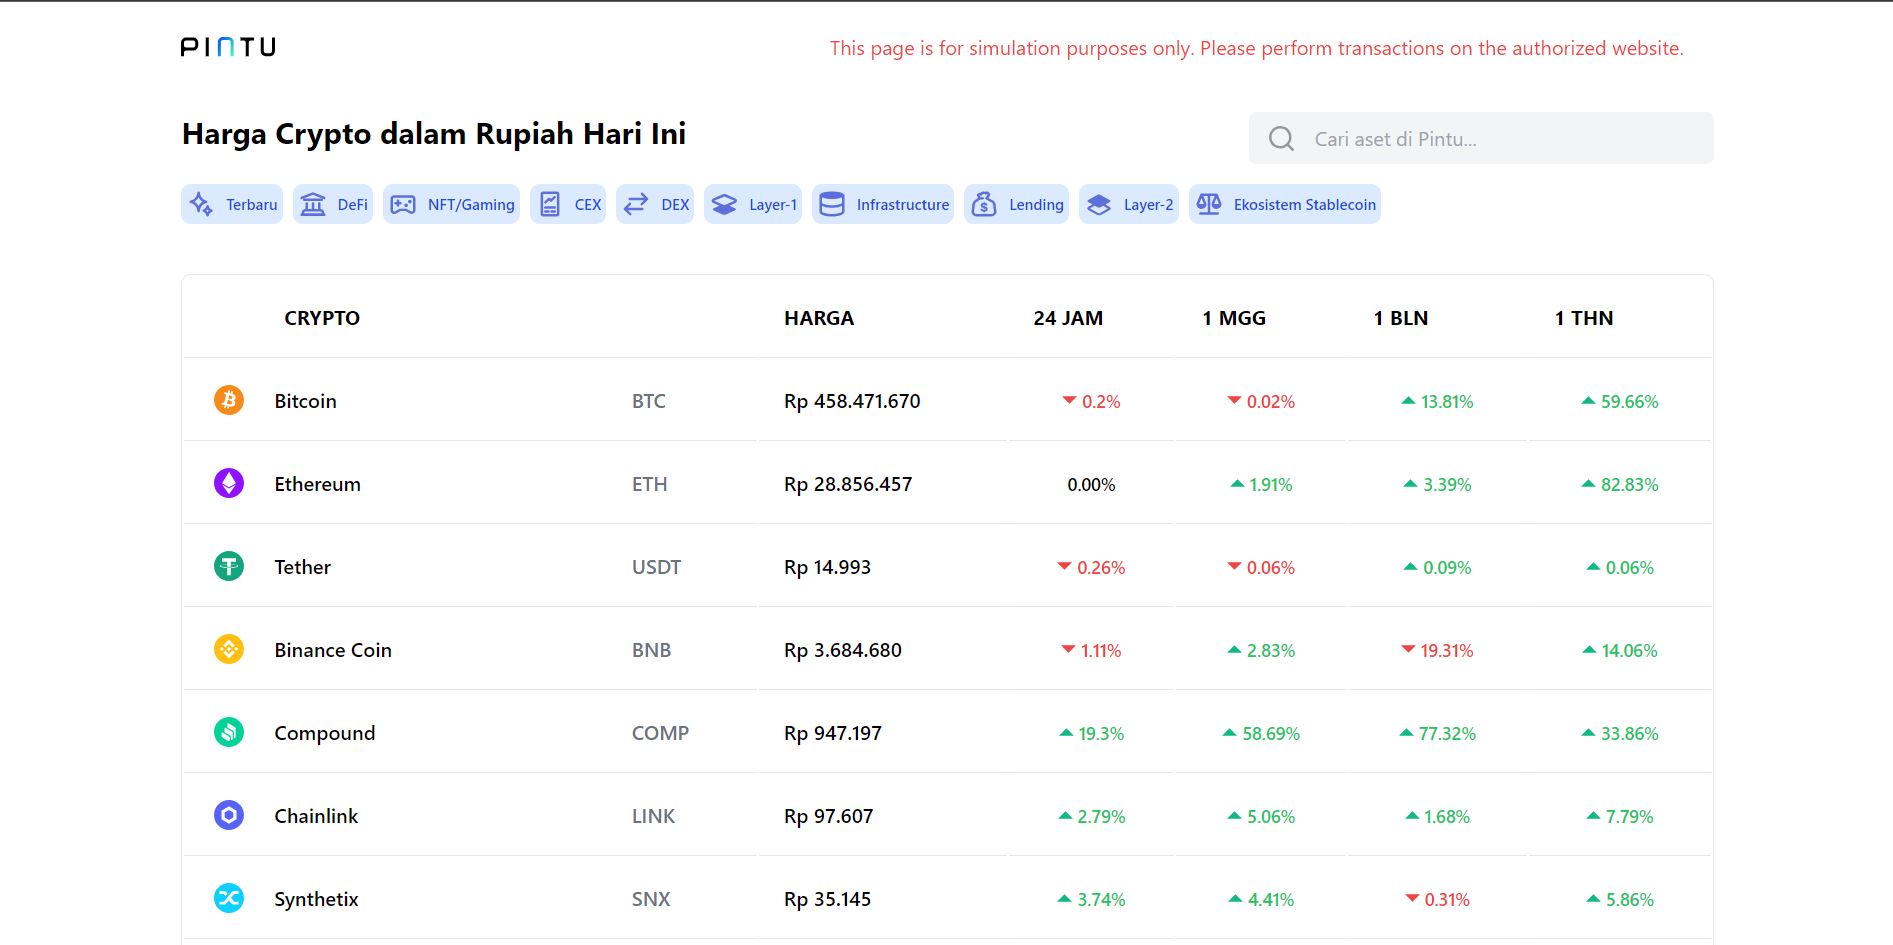 PINTU
This page is for simulation purposes only. Please perform transactions on the authorized website.
Harga Crypto dalam Rupiah Hari Ini
Cari aset di Pintu...
Terbaru DeFi NFT/Gaming CEX DEX Layer-1 Infrastructure Lending Layer-2 Ekosistem Stablecoin
CRYPTO HARGA 24 JAM 1 MGG 1 BLN 1 THN
Bitcoin BTC Rp 458.471.670 0.2% 0.02% 13.81% 59.66%
Ethereum ETH Rp 28.856.457 0.00% 1.91% 3.39% 82.83%
Tether USDT Rp 14.993 0.26% 0.06% 0.09% 0.06%
Binance Coin BNB Rp 3.684.680 1.11% 2.83% 19.31% 14.06%
Compound COMP Rp 947.197 19.3% 58.69% 77.32% 33.86%
Chainlink LINK Rp 97.607 2.79% 5.06% 1.68% 7.79%
Synthetix SNX Rp 35.145 3.74% 4.41% 0.31% 5.86%